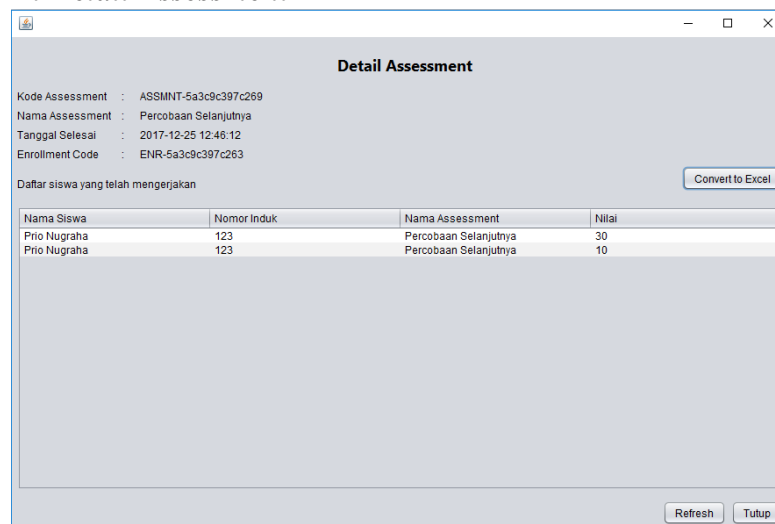 Detail Assessment
Kode Assessment : ASSMNT-5a3c9c397c269
Nama Assessment : Percobaan Selanjutnya
Tanggal Selesai : 2017-12-25 12:46:12
Enrollment Code : ENR-5a3c9c397c263
Convert to Excel
Daftar siswa yang telah mengerjakan
Nama Siswa Nomor Induk Nama Assessment Nilai
Prio Nugraha 123 Percobaan Selanjutnya 30
Prio Nugraha 123 Percobaan Selanjutnya 10
Refresh Tutup